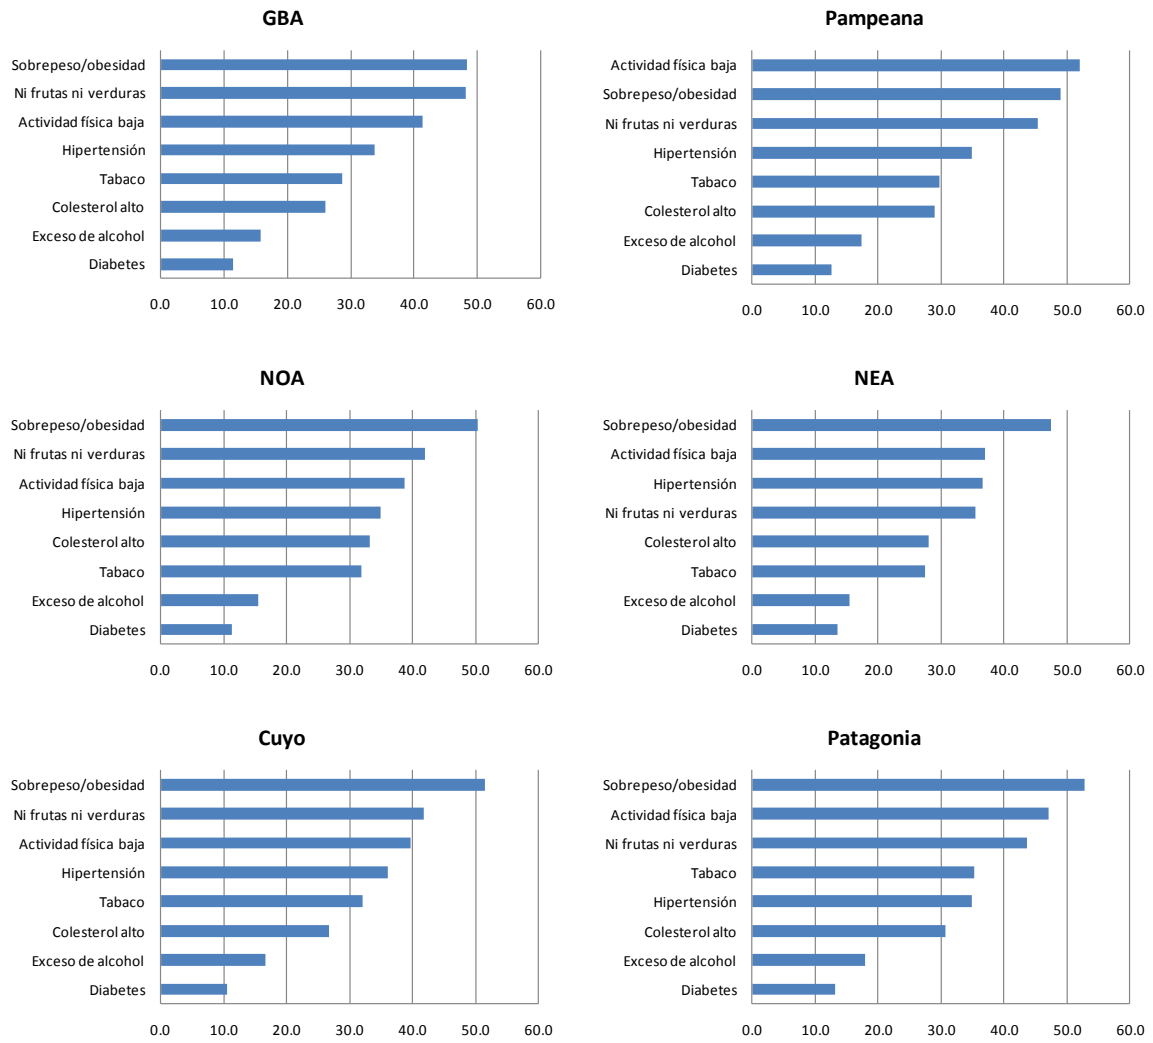 GBA
Sobrepeso/obesidad
Ni frutas ni verduras
Actividad física baja
Hipertensión
Tabaco
Colesterol alto
Exceso de alcohol
Diabetes
0.0 10.0 20.0 30.0 40.0 50.0 60.0
Pampeana
Actividad física baja
Sobrepeso/obesidad
Ni frutas ni verduras
Hipertensión
Tabaco
Colesterol alto
Exceso de alcohol
Diabetes
0.0 10.0 20.0 30.0 40.0 50.0 60.0
NOA
Sobrepeso/obesidad
Ni frutas ni verduras
Actividad física baja
Hipertensión
Colesterol alto
Tabaco
Exceso de alcohol
Diabetes
0.0 10.0 20.0 30.0 40.0 50.0 60.0
NEA
Sobrepeso/obesidad
Actividad física baja
Hipertensión
Ni frutas ni verduras
Colesterol alto
Tabaco
Exceso de alcohol
Diabetes
0.0 10.0 20.0 30.0 40.0 50.0 60.0
Cuyo
Sobrepeso/obesidad
Ni frutas ni verduras
Actividad física baja
Hipertensión
Tabaco
Colesterol alto
Exceso de alcohol
Diabetes
0.0 10.0 20.0 30.0 40.0 50.0 60.0
Patagonia
Sobrepeso/obesidad
Actividad física baja
Ni frutas ni verduras
Tabaco
Hipertensión
Colesterol alto
Exceso de alcohol
Diabetes
0.0 10.0 20.0 30.0 40.0 50.0 60.0